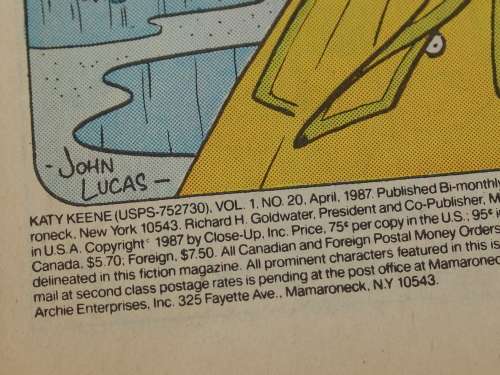 - JOHN
LUCAS -
KATY KEENE (USPS-752730), VOL. 1, NO. 20, April, 1987. Published Bi-monthly
roneck, New York 10543. Richard H. Goldwater, President and Co-Publisher, M
in U.S.A. Copyright © 1987 by Close-Up, Inc. Price, 75¢ per copy in the U.S.; 95¢ i
Canada, $5.70; Foreign, $7.50. All Canadian and Foreign Postal Money Orders
delineated in this fiction magazine. All prominent characters featured in this is
mail at second class postage rates is pending at the post office at Mamaronec
Archie Enterprises, Inc. 325 Fayette Ave., Mamaroneck, N.Y 10543.